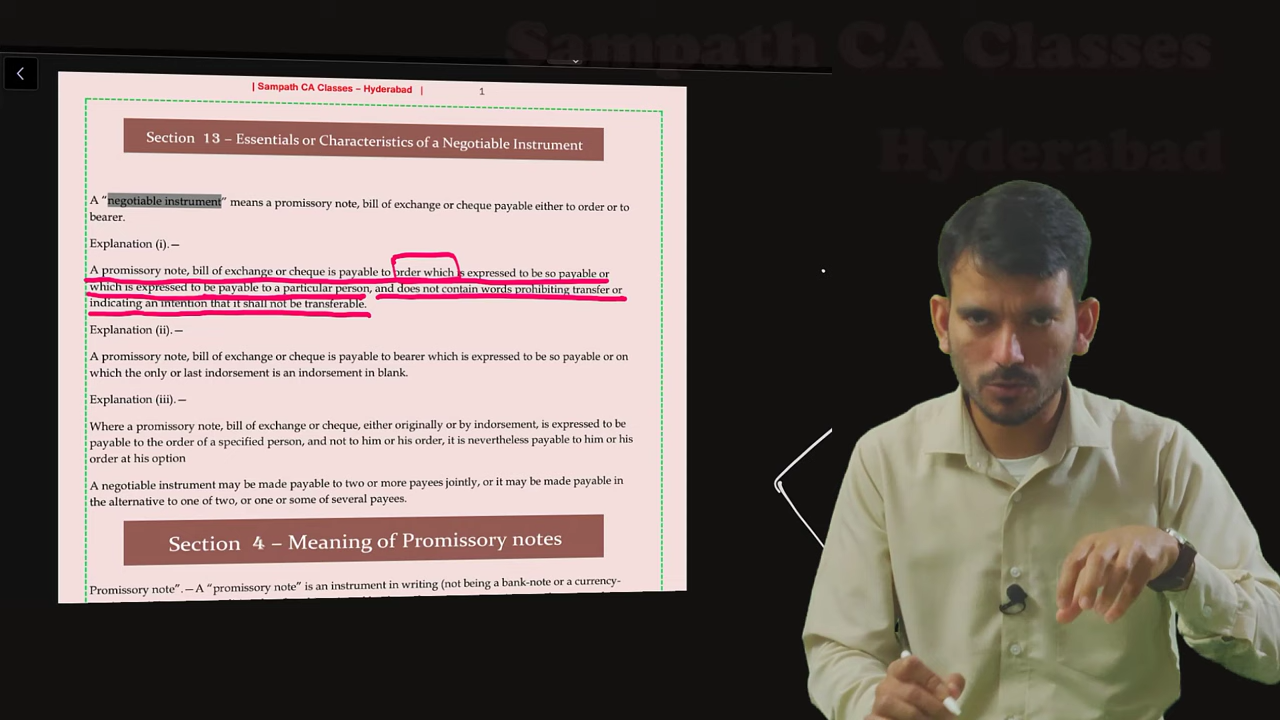 Sampath CA Classes
Hyderabad
| Sampath CA Classes – Hyderabad |
1
Section 13 – Essentials or Characteristics of a Negotiable Instrument
A “negotiable instrument” means a promissory note, bill of exchange or cheque payable either to order or to
bearer.
Explanation (i).—
A promissory note, bill of exchange or cheque is payable to order which is expressed to be so payable or
which is expressed to be payable to a particular person, and does not contain words prohibiting transfer or
indicating an intention that it shall not be transferable.
Explanation (ii).—
A promissory note, bill of exchange or cheque is payable to bearer which is expressed to be so payable or on
which the only or last indorsement is an indorsement in blank.
Explanation (iii).—
Where a promissory note, bill of exchange or cheque, either originally or by indorsement, is expressed to be
payable to the order of a specified person, and not to him or his order, it is nevertheless payable to him or his
order at his option
A negotiable instrument may be made payable to two or more payees jointly, or it may be made payable in
the alternative to one of two, or one or some of several payees.
Section 4 – Meaning of Promissory notes
Promissory note”.—A “promissory note” is an instrument in writing (not being a bank-note or a currency-